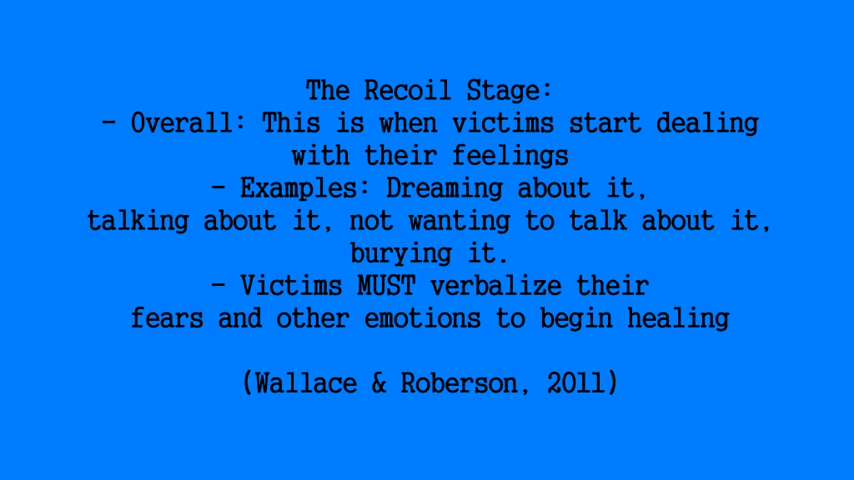 The Recoil Stage:
- Overall: This is when victims start dealing
with their feelings
- Examples: Dreaming about it,
talking about it, not wanting to talk about it,
burying it.
- Victims MUST verbalize their
fears and other emotions to begin healing
(Wallace & Roberson, 2011)